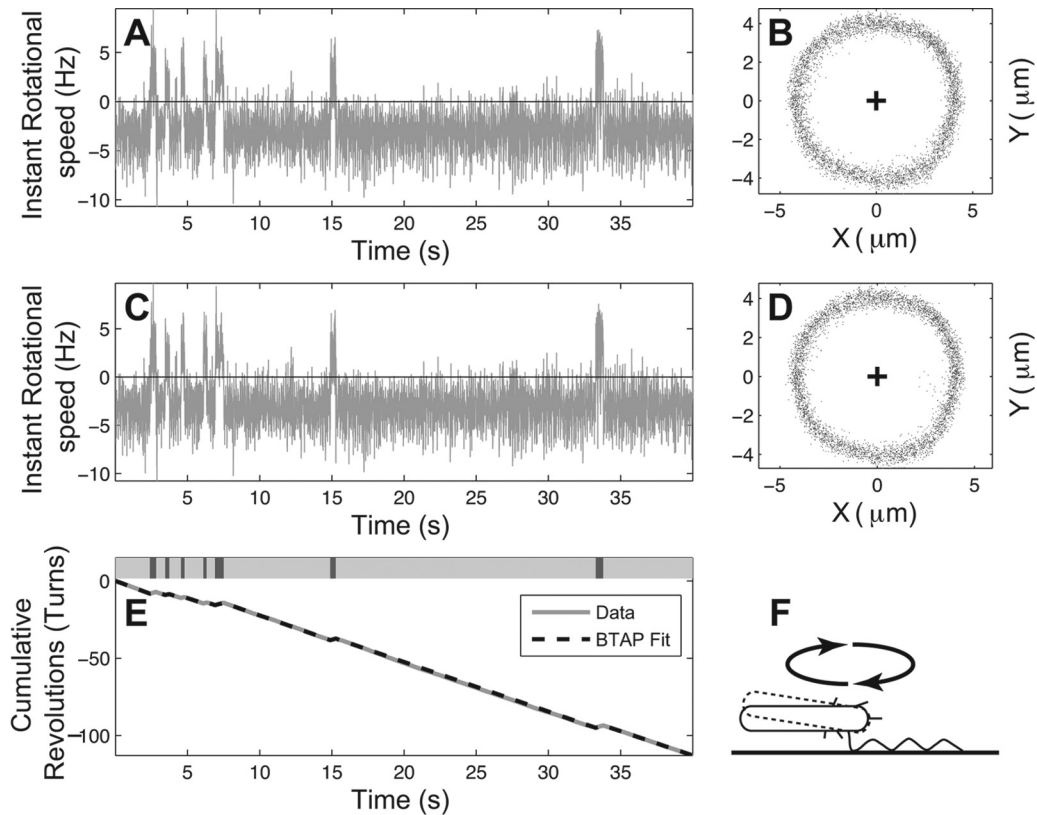 A
Instant Rotational
speed (Hz)
5
0
−5
−10
5 10 15 20 25 30 35
Time (s)
B
Y ( μm)
4
2
0
−2
−4
−5 0 5
X ( μm)
C
Instant Rotational
speed (Hz)
5
0
−5
−10
5 10 15 20 25 30 35
Time (s)
D
Y ( μm)
4
2
0
−2
−4
−5 0 5
X ( μm)
E
Cumulative
Revolutions (Turns)
0
−50
−100
5 10 15 20 25 30 35
Time (s)
Data
BTAP Fit
F